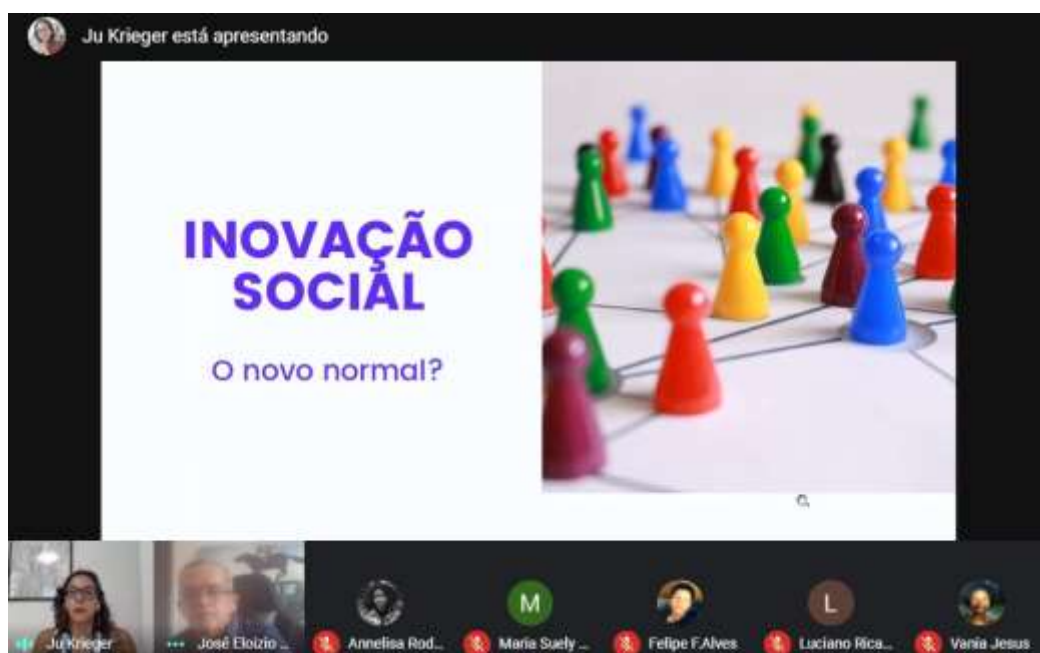 Ju Krieger está apresentando
INOVAÇÃO
SOCIAL
O novo normal?
Ju Krieger
José Eloizio ...
Annelisa Rod...
M
Maria Suely ...
Felipe F.Alves
L
Luciano Rica...
Vania Jesus